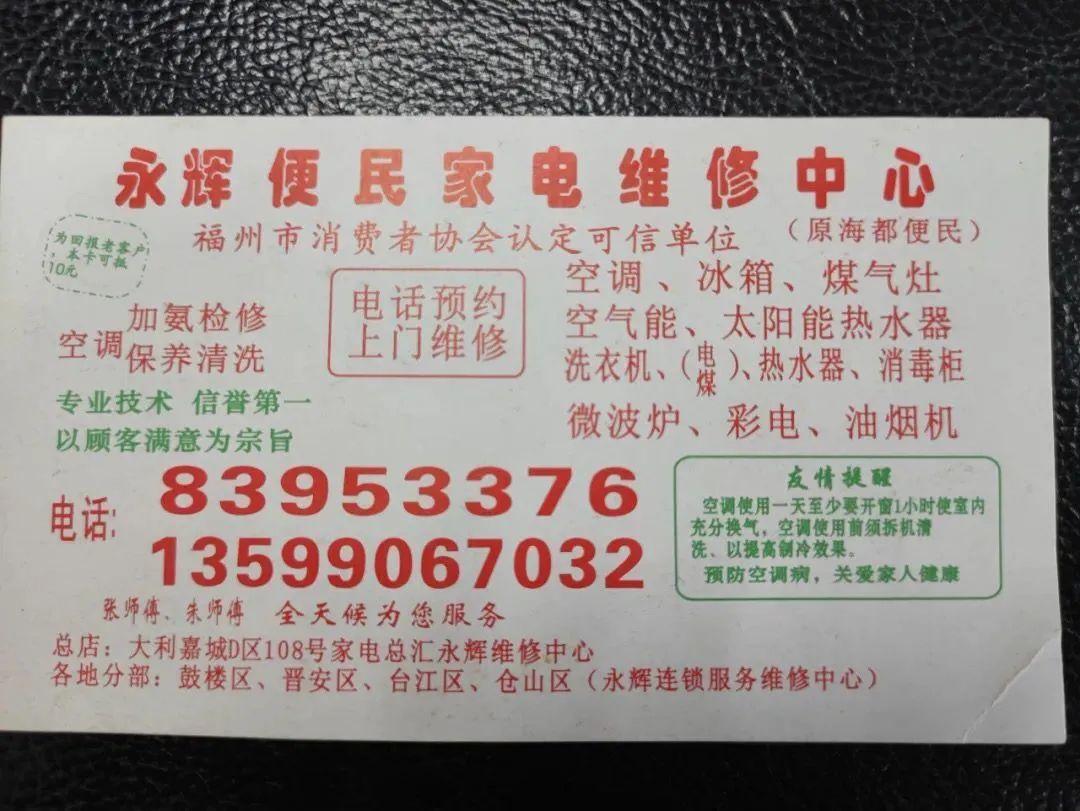 永辉便民家电维修中心
福州市消费者协会认定可信单位
（原海都便民）
为回报老客户
本卡可抵
10元
空调
加氨检修
保养清洗
电话预约
上门维修
空调、冰箱、煤气灶
空气能、太阳能热水器
洗衣机、（电煤）、热水器、消毒柜
微波炉、彩电、油烟机
专业技术 信誉第一
以顾客满意为宗旨
电话:
83953376
13599067032
友情提醒
空调使用一天至少要开窗1小时使室内
充分换气，空调使用前须拆机清
洗、以提高制冷效果。
预防空调病，关爱家人健康
张师傅、朱师傅 全天候为您服务
总店：大利嘉城D区108号家电总汇永辉维修中心
各地分部：鼓楼区、晋安区、台江区、仓山区（永辉连锁服务维修中心）